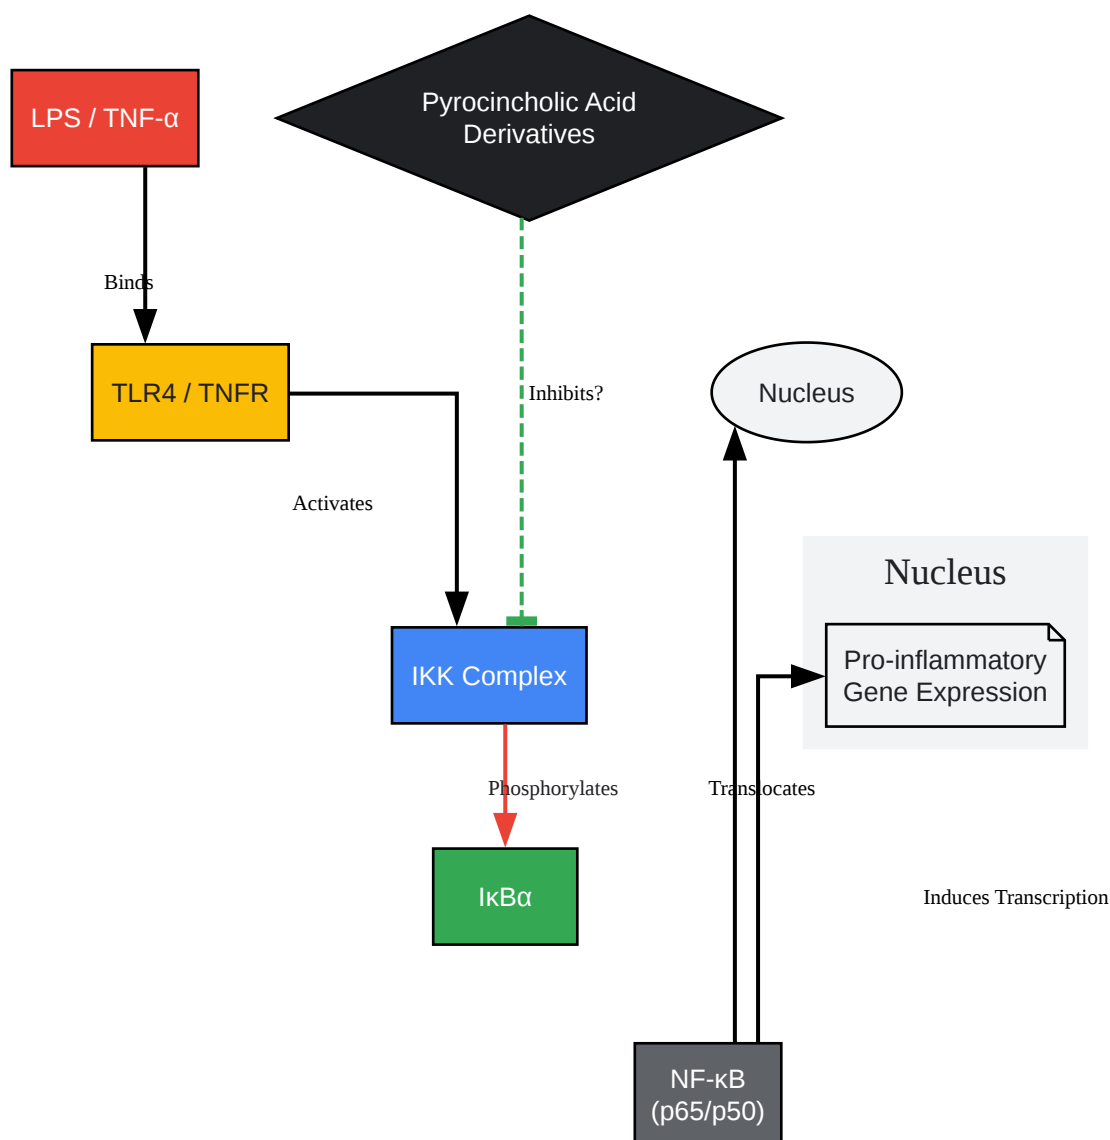 Pyrocincholic Acid
Derivatives
LPS / TNF-α
Binds
TLR4 / TNFR
Inhibits?
Nucleus
Activates
Nucleus
IKK Complex
Pro-inflammatory
Gene Expression
Phosphorylates
Translocates
IκBα
Induces Transcription
NF-κB
(p65/p50)